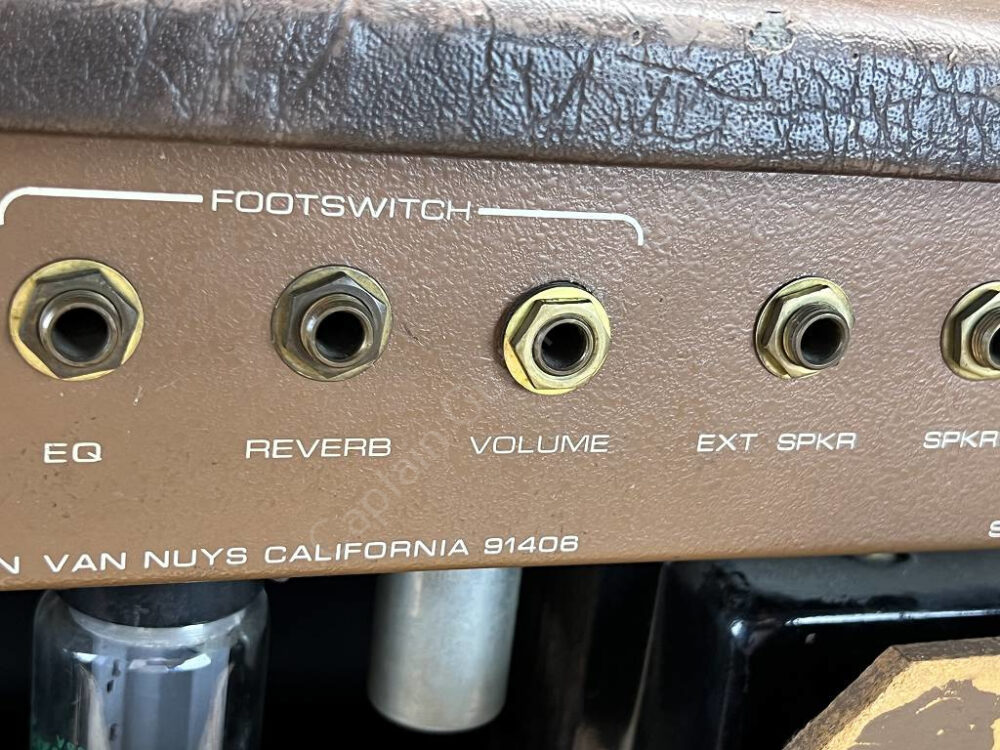 FOOTSWITCH
EQ REVERB VOLUME EXT SPKR SPKR
N VAN NUYS CALIFORNIA 91406